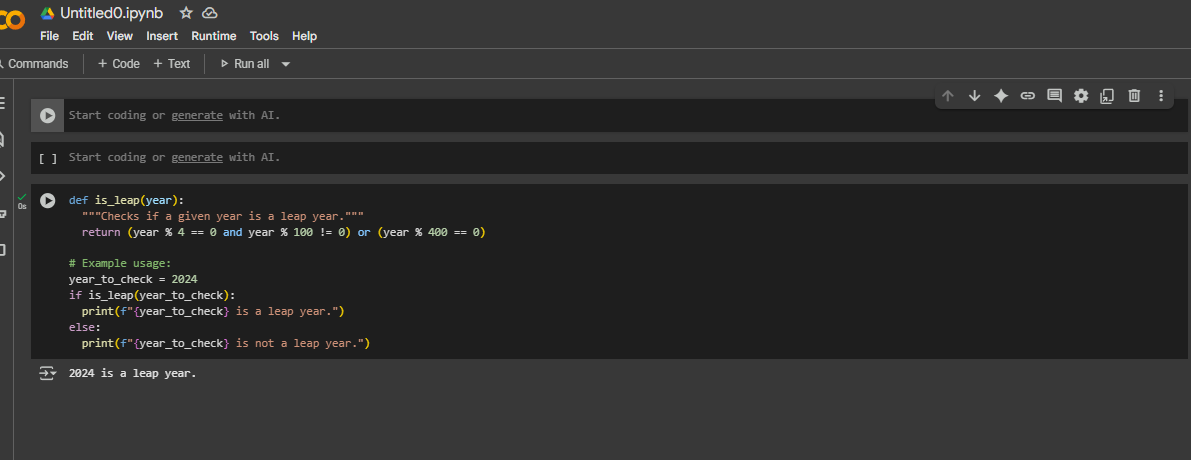 CO Untitled0.ipynb
File Edit View Insert Runtime Tools Help
Commands + Code + Text Run all
Start coding or generate with AI.
[ ] Start coding or generate with AI.
0s
def is_leap(year):
  """Checks if a given year is a leap year."""
  return (year % 4 == 0 and year % 100 != 0) or (year % 400 == 0)
# Example usage:
year_to_check = 2024
if is_leap(year_to_check):
  print(f"{year_to_check} is a leap year.")
else:
  print(f"{year_to_check} is not a leap year.")
2024 is a leap year.